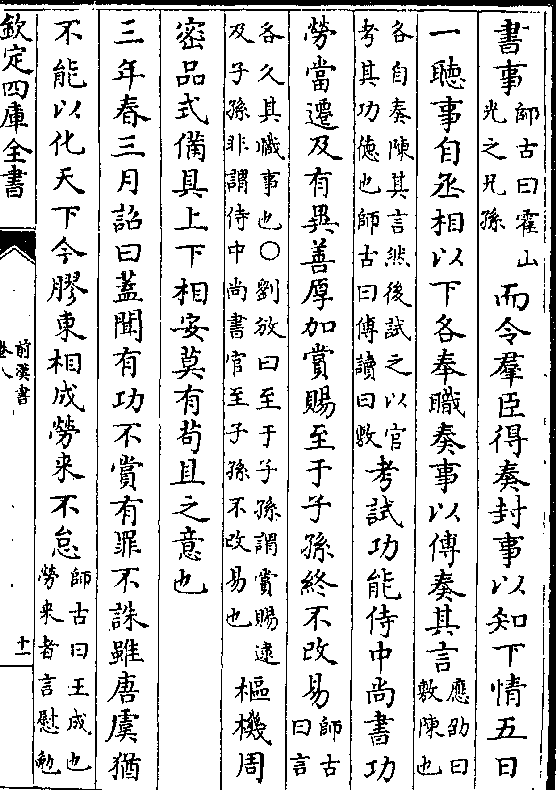 書事師古曰霍山光之兄孫而令羣臣得奏封事以知下情五日
一聽事自丞相以下各奉職奏事以傅奏其言應劭曰敷陳也
各自奏陳其言然後試之以官考其功徳也師古曰傅讀曰敷考試功能侍中尚書功
勞當遷及有異善厚加賞賜至于子孫終不改易師古曰言
各久其職事也○劉攽曰至于子孫謂賞賜逮及子孫非謂侍中尚書官至子孫不改易也樞機周
密品式備具上下相安莫有苟且之意也
三年春三月詔曰蓋聞有功不賞有罪不誅雖唐虞猶
不能以化天下今膠東相成勞來不怠師古曰王成也勞来者言慰勉
欽定四庫全書
前漢書
卷八
十一